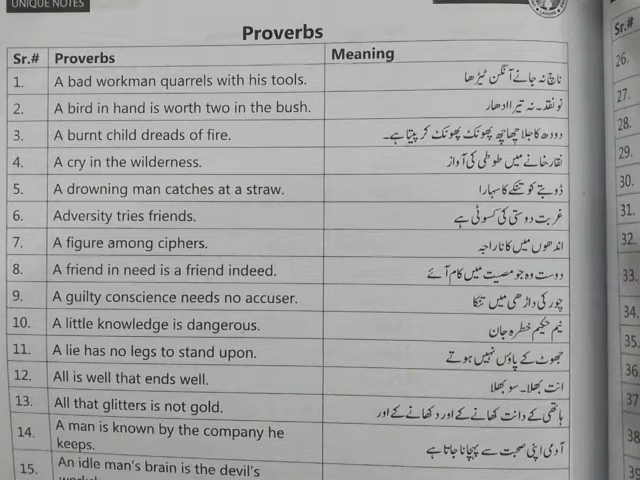 UNIQUE NOTES
Proverbs
Sr.# Proverbs Meaning
1. A bad workman quarrels with his tools. ناچ نہ جانے آنگن ٹیڑھا
2. A bird in hand is worth two in the bush. نو نقد۔ نہ تیرا ادھار
3. A burnt child dreads of fire. دودھ کا جلا چھاچھ پھونک پھونک کر پیتا ہے۔
4. A cry in the wilderness. نقار خانے میں طوطی کی آواز
5. A drowning man catches at a straw. ڈوبتے کو تنکے کا سہارا
6. Adversity tries friends. غربت دوستی کی کسوٹی ہے
7. A figure among ciphers. اندھوں میں کانا راجہ
8. A friend in need is a friend indeed. دوست وہ جو مصیبت میں کام آئے
9. A guilty conscience needs no accuser. چور کی داڑھی میں تنکا
10. A little knowledge is dangerous. نیم حکیم خطرہ جان
11. A lie has no legs to stand upon. جھوٹ کے پاؤں نہیں ہوتے
12. All is well that ends well. انت بھلا۔ سو بھلا
13. All that glitters is not gold. ہاتھی کے دانت کھانے کے اور دکھانے کے اور
14. A man is known by the company he
keeps. آدمی اپنی صحبت سے پہچانا جاتا ہے
15. An idle man's brain is the devil's
Sr.#
26.
27.
28.
29.
30.
31.
32.
33.
34.
35.
36
37
38